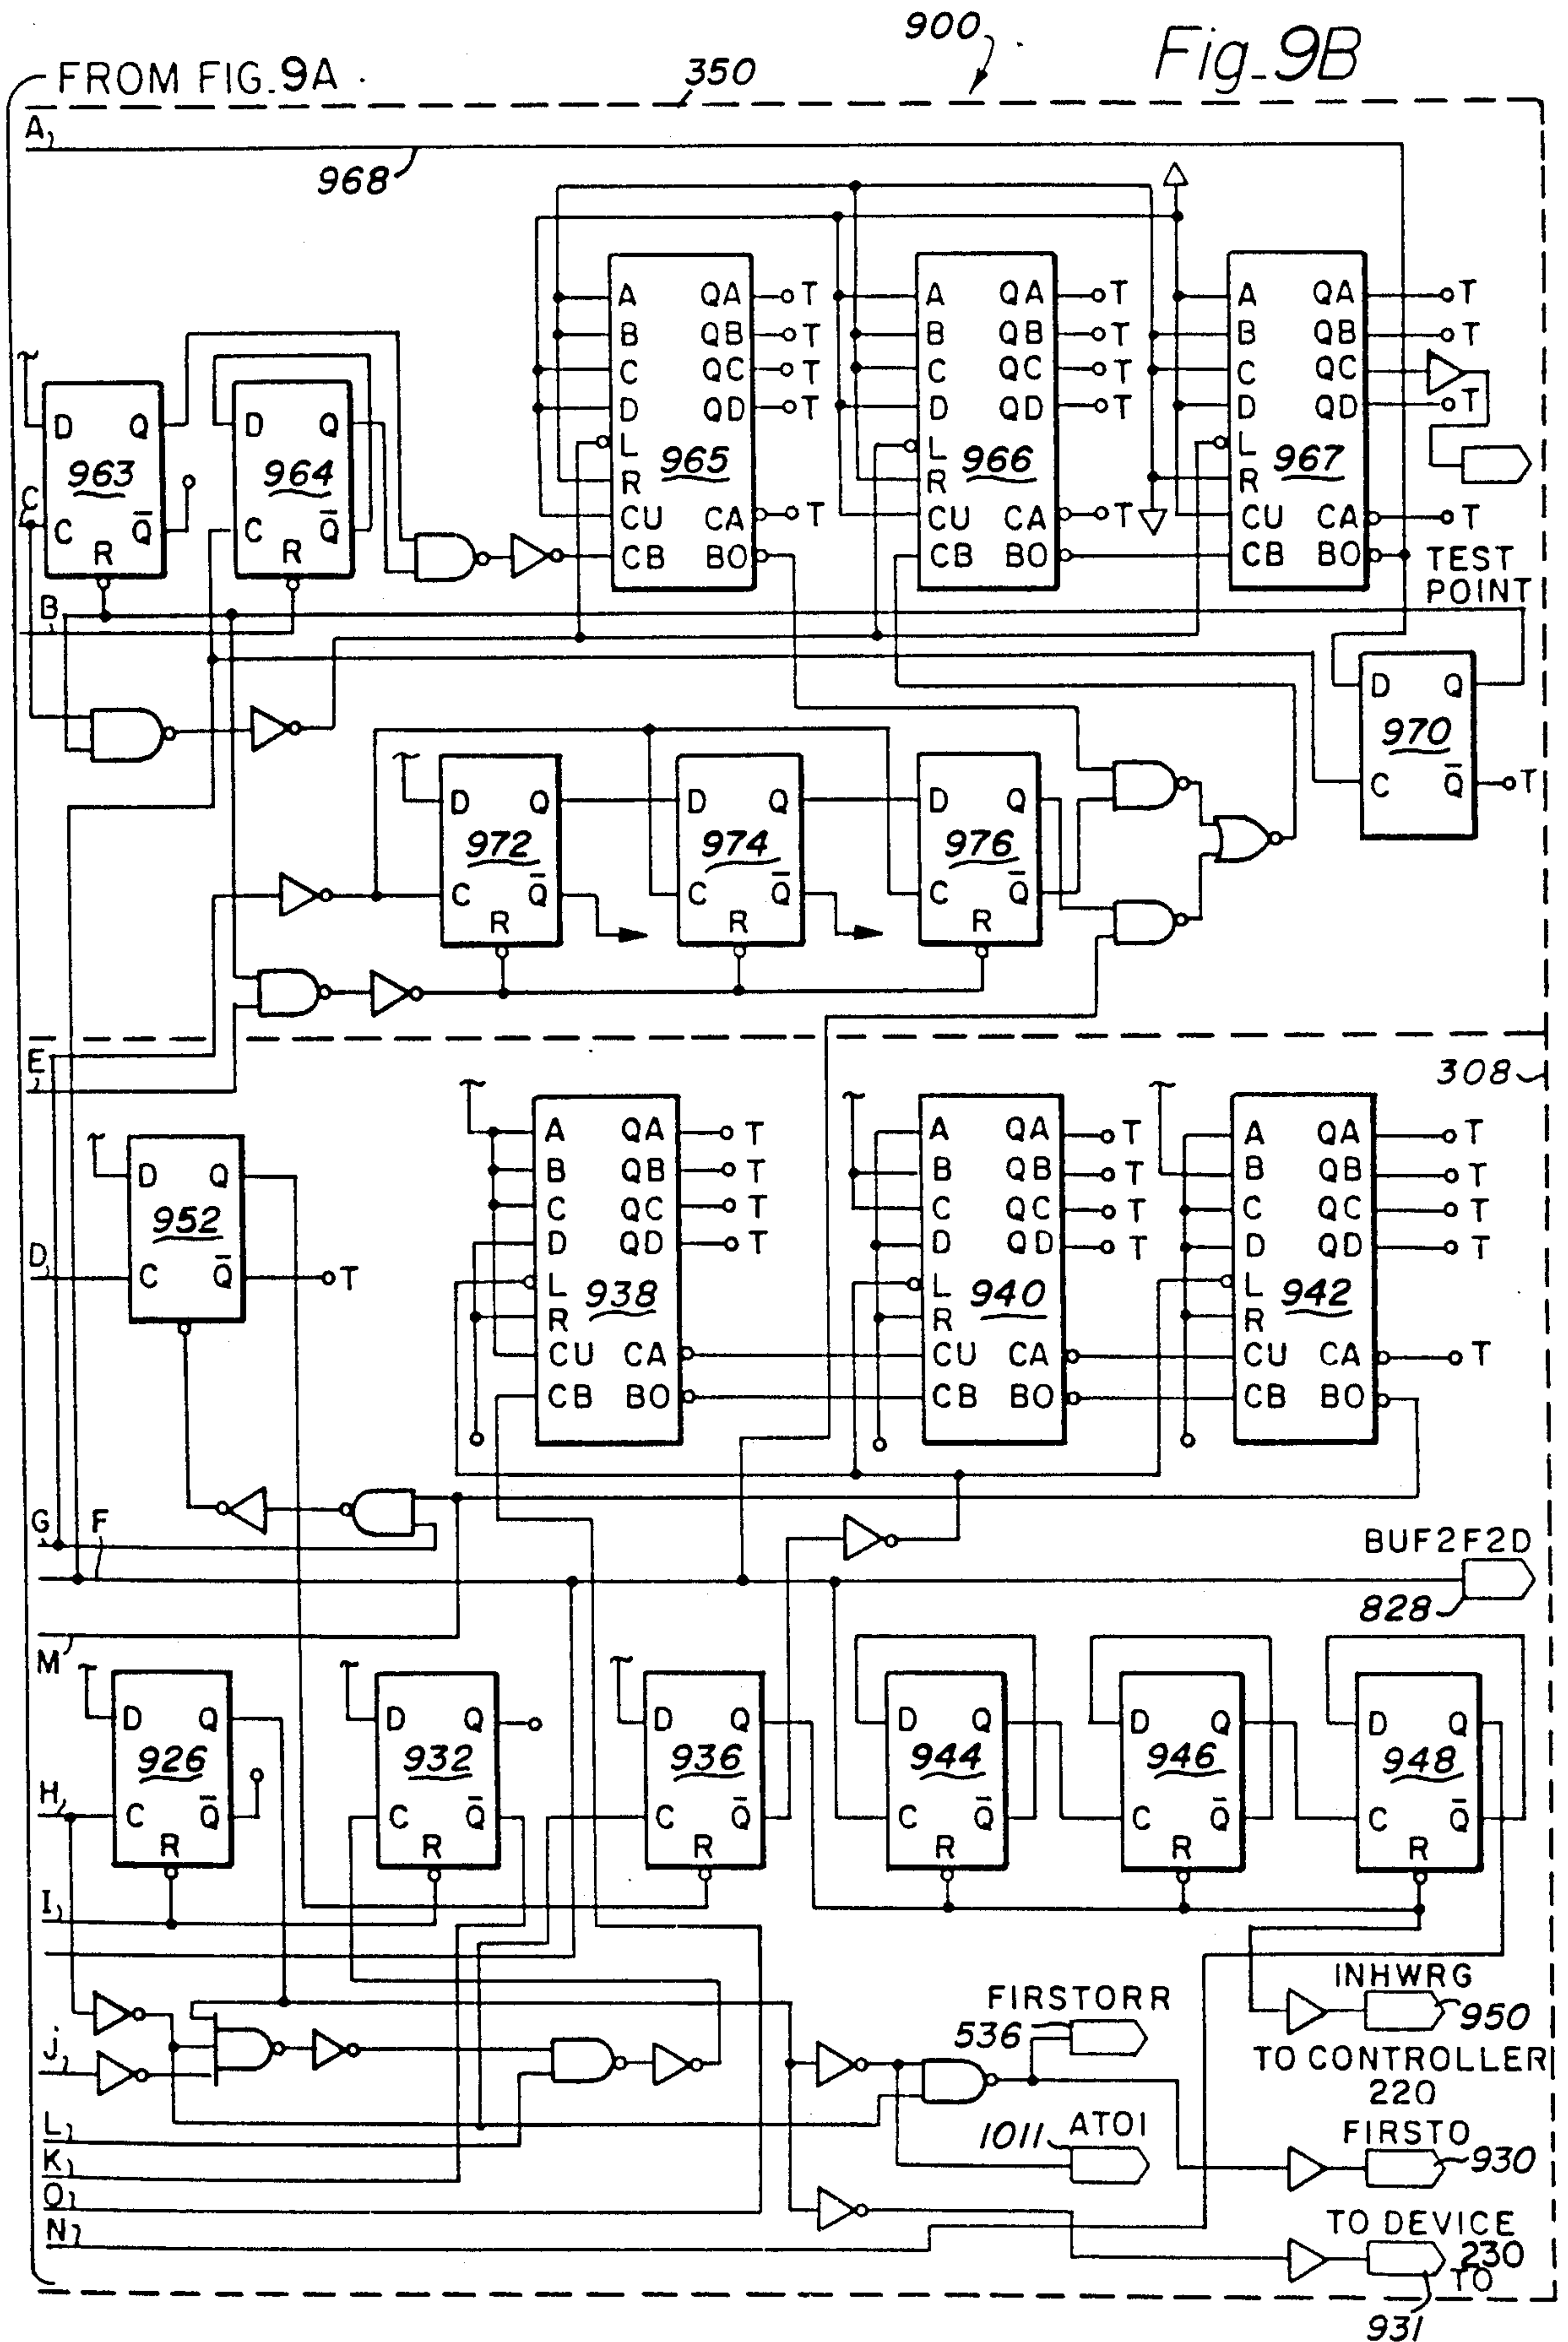 900
Fig_9B
FROM FIG. 9A
350
A
968
A QA T
B QB T
C QC T
D QD T
L
965
R
CU CA T
CB BO
A QA T
B QB T
C QC T
D QD T
L
966
R
CU CA T
CB BO
A QA T
B QB T
C QC
D QD T
L
967
R
CU CA T
CB BO
TEST
POINT
D Q
963
C
C Q̅
R
D Q
964
C Q̅
R
B
D Q
970
C Q̅ T
D Q
972
C Q̅
R
D Q
974
C Q̅
R
D Q
976
C Q̅
R
E
308
D Q
952
D
C Q̅ T
A QA T
B QB T
C QC T
D QD T
L
938
R
CU CA
CB BO
A QA T
B QB T
C QC T
D QD T
L
940
R
CU CA
CB BO
A QA T
B QB T
C QC T
D QD T
L
942
R
CU CA T
CB BO
G F
BUF2F2D
828
M
D Q
926
H
C Q̅
R
D Q
932
C Q̅
R
D Q
936
C Q̅
D Q
944
C Q̅
R
D Q
946
C Q̅
R
D Q
948
C Q̅
R
I
J
FIRSTORR
536
INHWRG
950
TO CONTROLLER
220
L
K
O
N
1011 ATO1
FIRSTO
930
TO DEVICE
230
TO
931